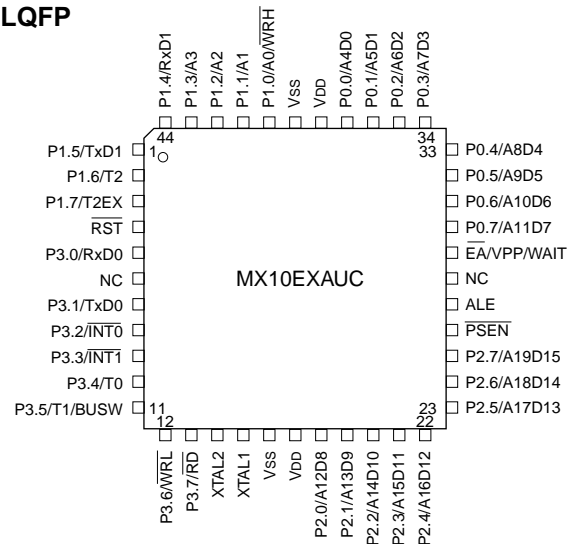 LQFP
P1.4/RxD1
P1.3/A3
P1.2/A2
P1.1/A1
P1.0/A0/WRH
VSS
VDD
P0.0/A4D0
P0.1/A5D1
P0.2/A6D2
P0.3/A7D3
44
34
1
33
P1.5/TxD1
P1.6/T2
P1.7/T2EX
RST
P3.0/RxD0
NC
P3.1/TxD0
P3.2/INT0
P3.3/INT1
P3.4/T0
P3.5/T1/BUSW
MX10EXAUC
P0.4/A8D4
P0.5/A9D5
P0.6/A10D6
P0.7/A11D7
EA/VPP/WAIT
NC
ALE
PSEN
P2.7/A19D15
P2.6/A18D14
P2.5/A17D13
11
23
12
22
P3.6/WRL
P3.7/RD
XTAL2
XTAL1
VSS
VDD
P2.0/A12D8
P2.1/A13D9
P2.2/A14D10
P2.3/A15D11
P2.4/A16D12